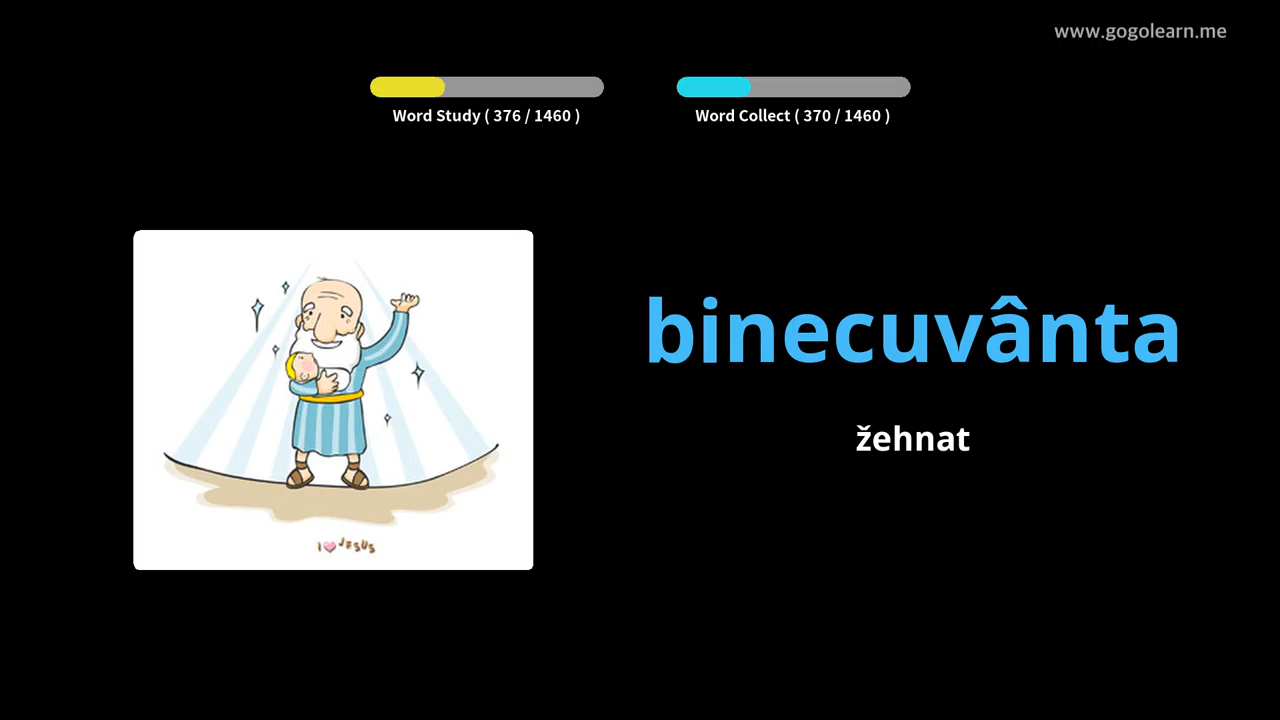 www.gogolearn.me
Word Study ( 376 / 1460 )
Word Collect ( 370 / 1460 )
binecuvânta
žehnat
I JESUS